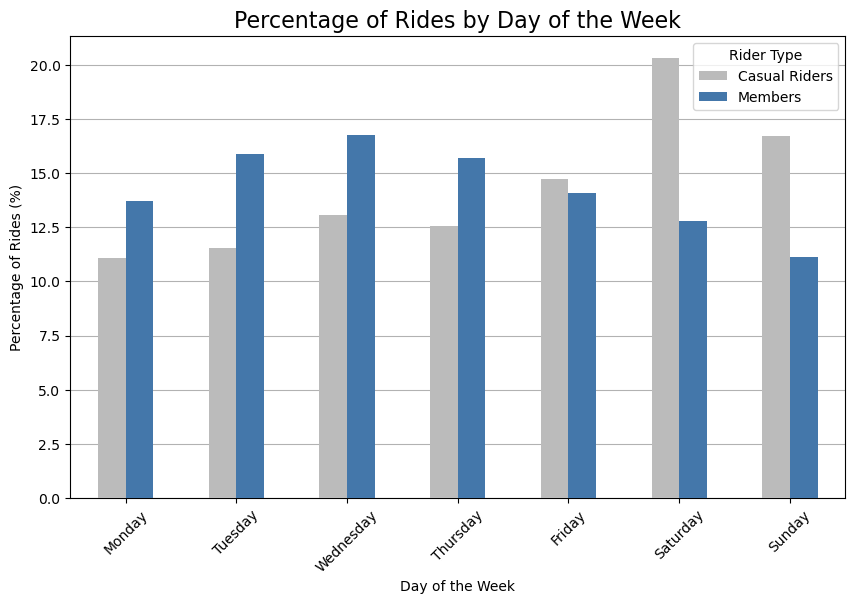 Percentage of Rides by Day of the Week
Rider Type
Casual Riders
Members
Percentage of Rides (%)
20.0
17.5
15.0
12.5
10.0
7.5
5.0
2.5
0.0
Monday
Tuesday
Wednesday
Thursday
Friday
Saturday
Sunday
Day of the Week